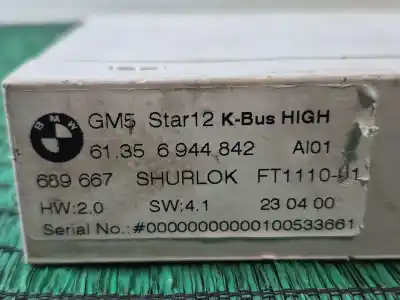 BMW
GM5 Star12 K-Bus HIGH
61.35 6 944 842 AI01
689 667 SHURLOK FT1110-01
HW:2.0 SW:4.1 23 04 00
Serial No.:#00000000000100533661